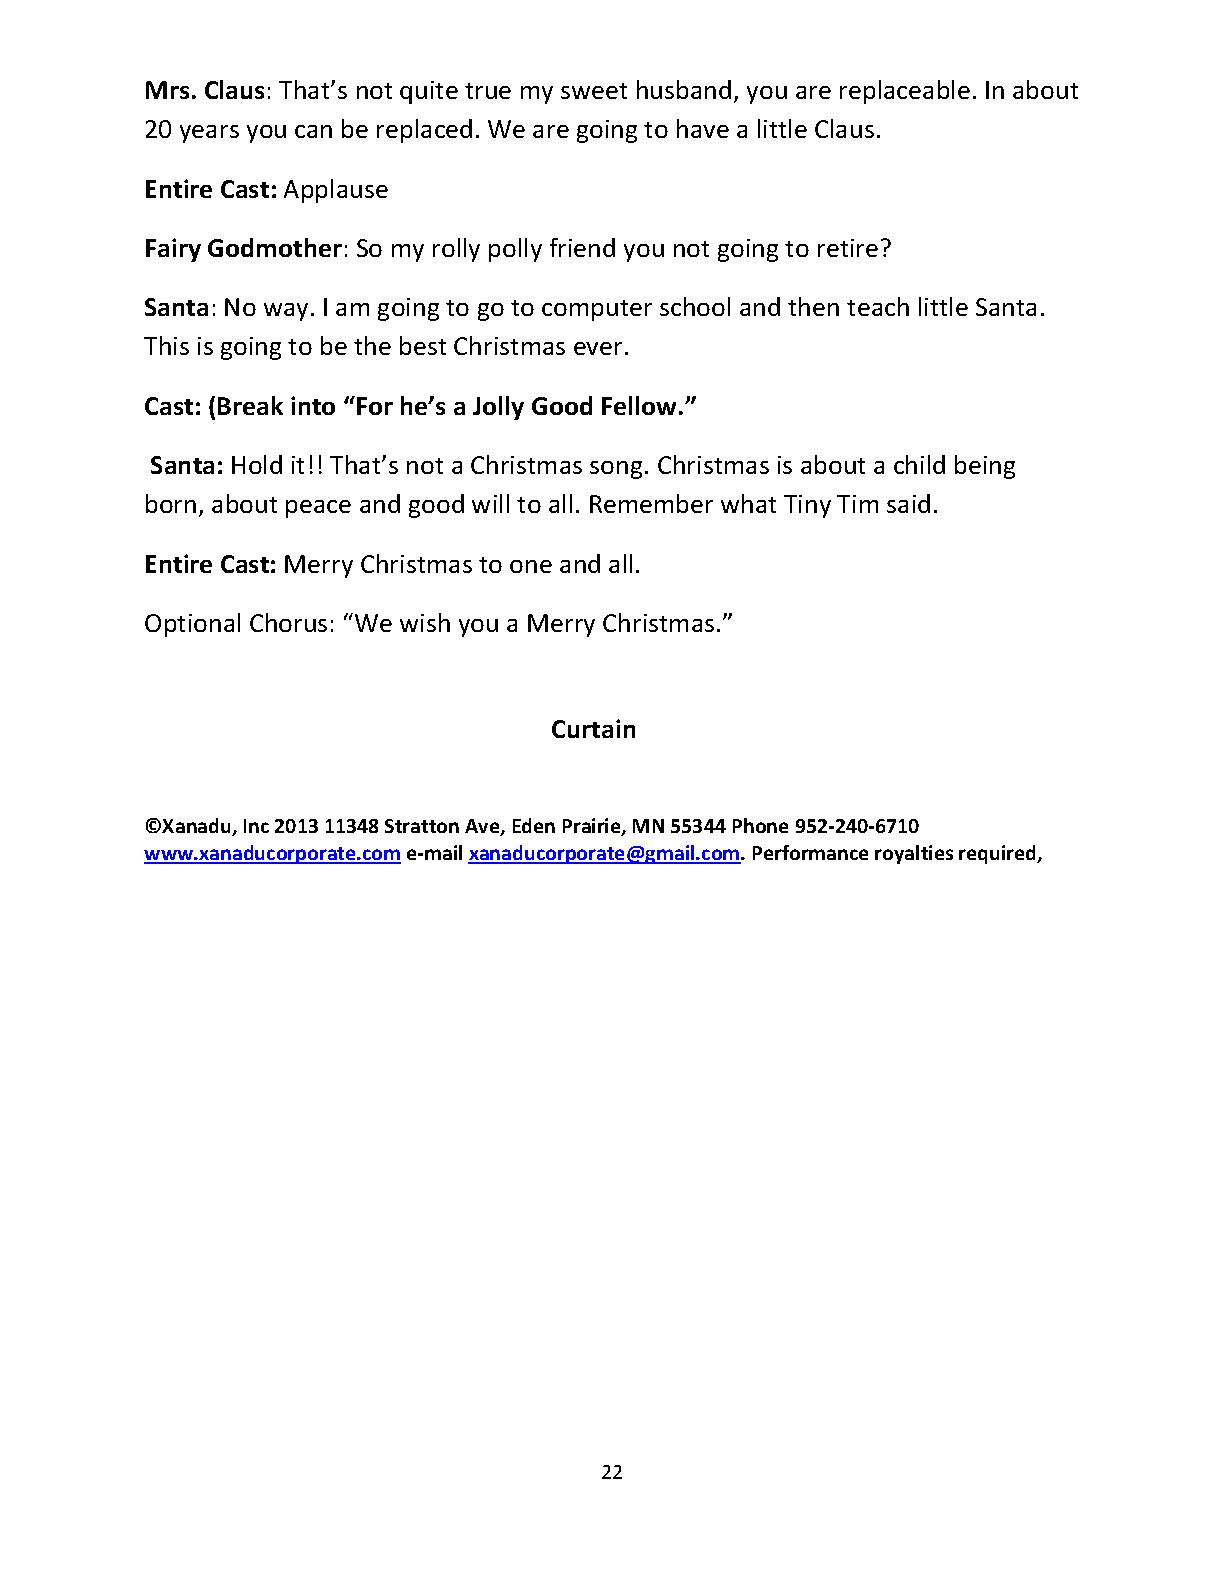 Mrs. Claus: That’s not quite true my sweet husband, you are replaceable. In about
20 years you can be replaced. We are going to have a little Claus.
Entire Cast: Applause
Fairy Godmother: So my rolly polly friend you not going to retire?
Santa: No way. I am going to go to computer school and then teach little Santa.
This is going to be the best Christmas ever.
Cast: (Break into “For he’s a Jolly Good Fellow.”
Santa: Hold it!! That’s not a Christmas song. Christmas is about a child being
born, about peace and good will to all. Remember what Tiny Tim said.
Entire Cast: Merry Christmas to one and all.
Optional Chorus: “We wish you a Merry Christmas.”
Curtain
©Xanadu, Inc 2013 11348 Stratton Ave, Eden Prairie, MN 55344 Phone 952-240-6710
www.xanaducorporate.com e-mail xanaducorporate@gmail.com. Performance royalties required,
22